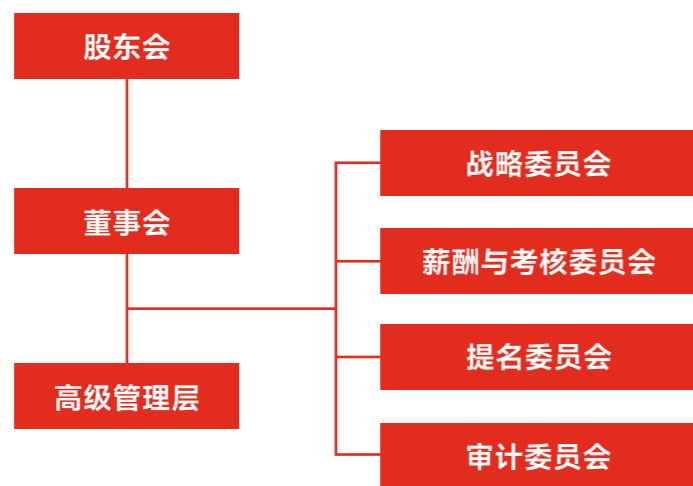 股东会
董事会
高级管理层
战略委员会
薪酬与考核委员会
提名委员会
审计委员会